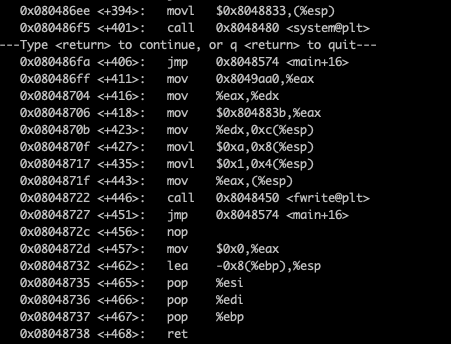 0x080486ee <+394>: movl $0x8048833,(%esp)
0x080486f5 <+401>: call 0x8048480 <system@plt>
---Type <return> to continue, or q <return> to quit---
0x080486fa <+406>: jmp 0x8048574 <main+16>
0x080486ff <+411>: mov 0x8049aa0,%eax
0x08048704 <+416>: mov %eax,%edx
0x08048706 <+418>: mov $0x804883b,%eax
0x0804870b <+423>: mov %edx,0xc(%esp)
0x0804870f <+427>: movl $0xa,0x8(%esp)
0x08048717 <+435>: movl $0x1,0x4(%esp)
0x0804871f <+443>: mov %eax,(%esp)
0x08048722 <+446>: call 0x8048450 <fwrite@plt>
0x08048727 <+451>: jmp 0x8048574 <main+16>
0x0804872c <+456>: nop
0x0804872d <+457>: mov $0x0,%eax
0x08048732 <+462>: lea -0x8(%ebp),%esp
0x08048735 <+465>: pop %esi
0x08048736 <+466>: pop %edi
0x08048737 <+467>: pop %ebp
0x08048738 <+468>: ret